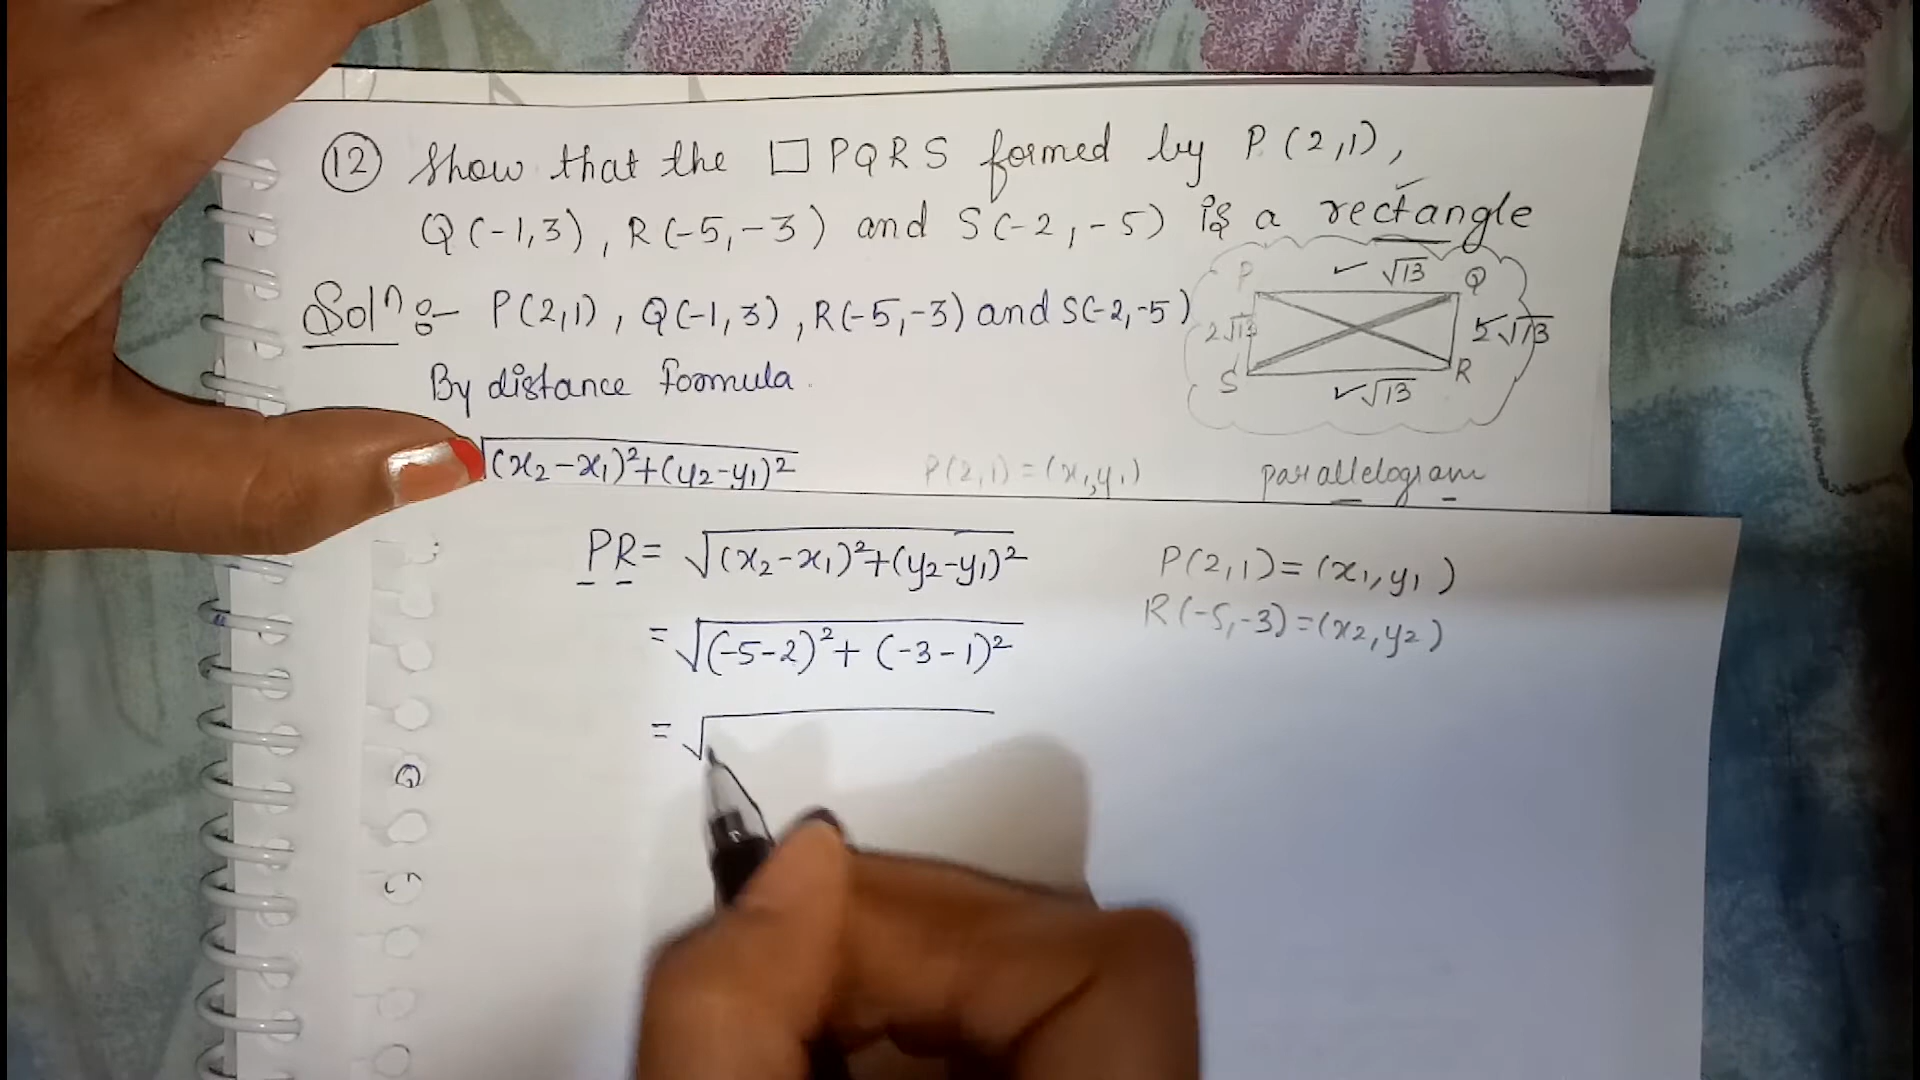 (12) Show that the □ PQRS formed by P(2,1),
Q(-1,3), R(-5,-3) and S(-2,-5) is a rectangle
Solⁿ:- P(2,1), Q(-1,3), R(-5,-3) and S(-2,-5)
By distance formula.
P √13 Q
2√13 2√13
S √13 R
√(x₂-x₁)²+(y₂-y₁)² P(2,1)=(x₁,y₁) parallelogram
PR = √(x₂-x₁)²+(y₂-y₁)² P(2,1)=(x₁,y₁)
R(-5,-3)=(x₂,y₂)
= √(-5-2)²+(-3-1)²
= √